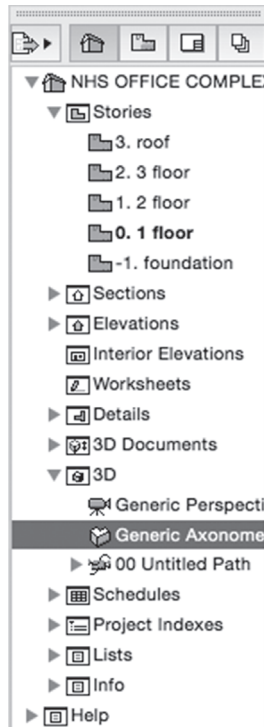 NHS OFFICE COMPLE
Stories
3. roof
2. 3 floor
1. 2 floor
0. 1 floor
-1. foundation
Sections
Elevations
Interior Elevations
Worksheets
Details
3D Documents
3D
Generic Perspecti
Generic Axonome
00 Untitled Path
Schedules
Project Indexes
Lists
Info
Help